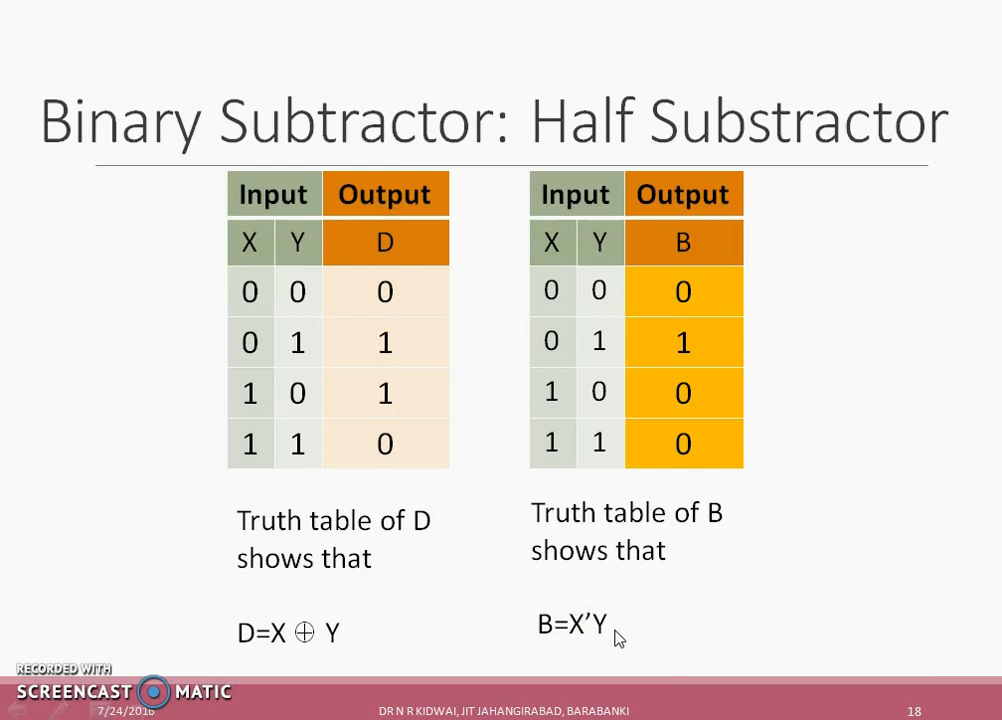 Binary Subtractor: Half Substractor
Input Output
X Y D
0 0 0
0 1 1
1 0 1
1 1 0
Input Output
X Y B
0 0 0
0 1 1
1 0 0
1 1 0
Truth table of D
shows that
D=X ⊕ Y
Truth table of B
shows that
B=X’Y
RECORDED WITH
SCREENCAST MATIC
7/24/2016
DR N R KIDWAI, JIT JAHANGIRABAD, BARABANKI
18